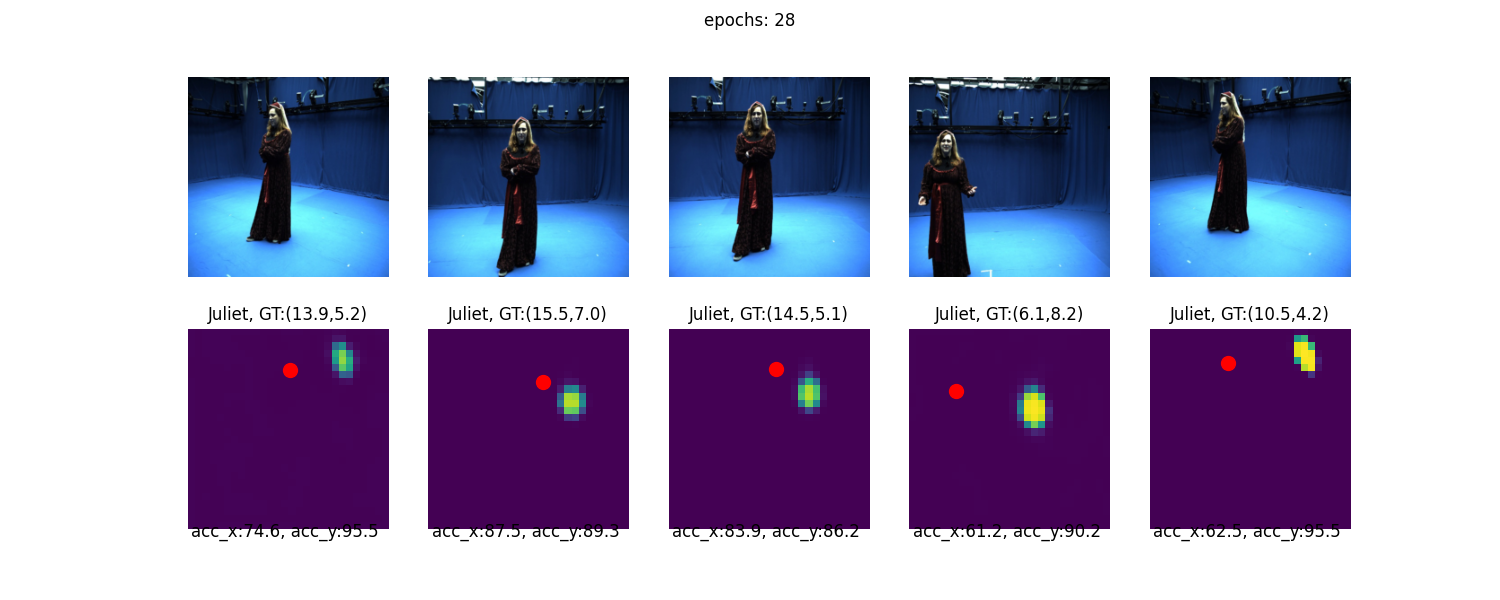 epochs: 28
Juliet, GT:(13.9,5.2)
Juliet, GT:(15.5,7.0)
Juliet, GT:(14.5,5.1)
Juliet, GT:(6.1,8.2)
Juliet, GT:(10.5,4.2)
acc_x:74.6, acc_y:95.5
acc_x:87.5, acc_y:89.3
acc_x:83.9, acc_y:86.2
acc_x:61.2, acc_y:90.2
acc_x:62.5, acc_y:95.5